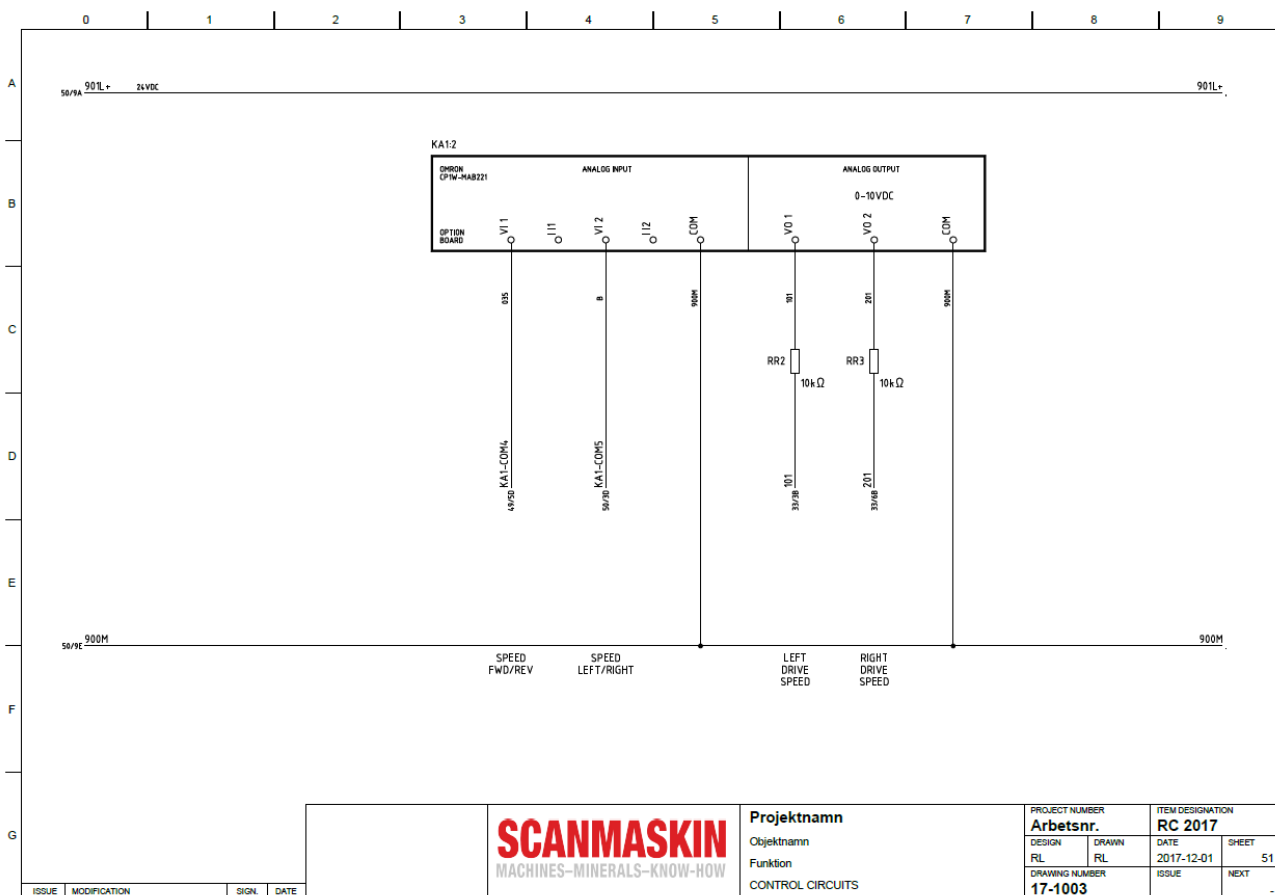 0 1 2 3 4 5 6 7 8 9
A
50/9A 901L+ 24VDC 901L+
KA1:2
B
OMRON
CP1W-MAB221
ANALOG INPUT
ANALOG OUTPUT
0-10VDC
OPTION
BOARD
VI 1 II1 VI 2 II2 COM VO 1 VO 2 COM
C
035 B 900M 101 201 900M
RR2 10kΩ RR3 10kΩ
D
KA1-COM4 KA1-COM5 101 201
49/5D 50/3D 33/3B 33/6B
E
50/9E 900M 900M
SPEED
FWD/REV
SPEED
LEFT/RIGHT
LEFT
DRIVE
SPEED
RIGHT
DRIVE
SPEED
F
G
ISSUE MODIFICATION SIGN. DATE
SCANMASKIN
MACHINES–MINERALS–KNOW-HOW
Projektnamn
Objektnamn
Funktion
CONTROL CIRCUITS
PROJECT NUMBER ITEM DESIGNATION
Arbetsnr. RC 2017
DESIGN DRAWN DATE SHEET
RL RL 2017-12-01 51
DRAWING NUMBER ISSUE NEXT
17-1003 -